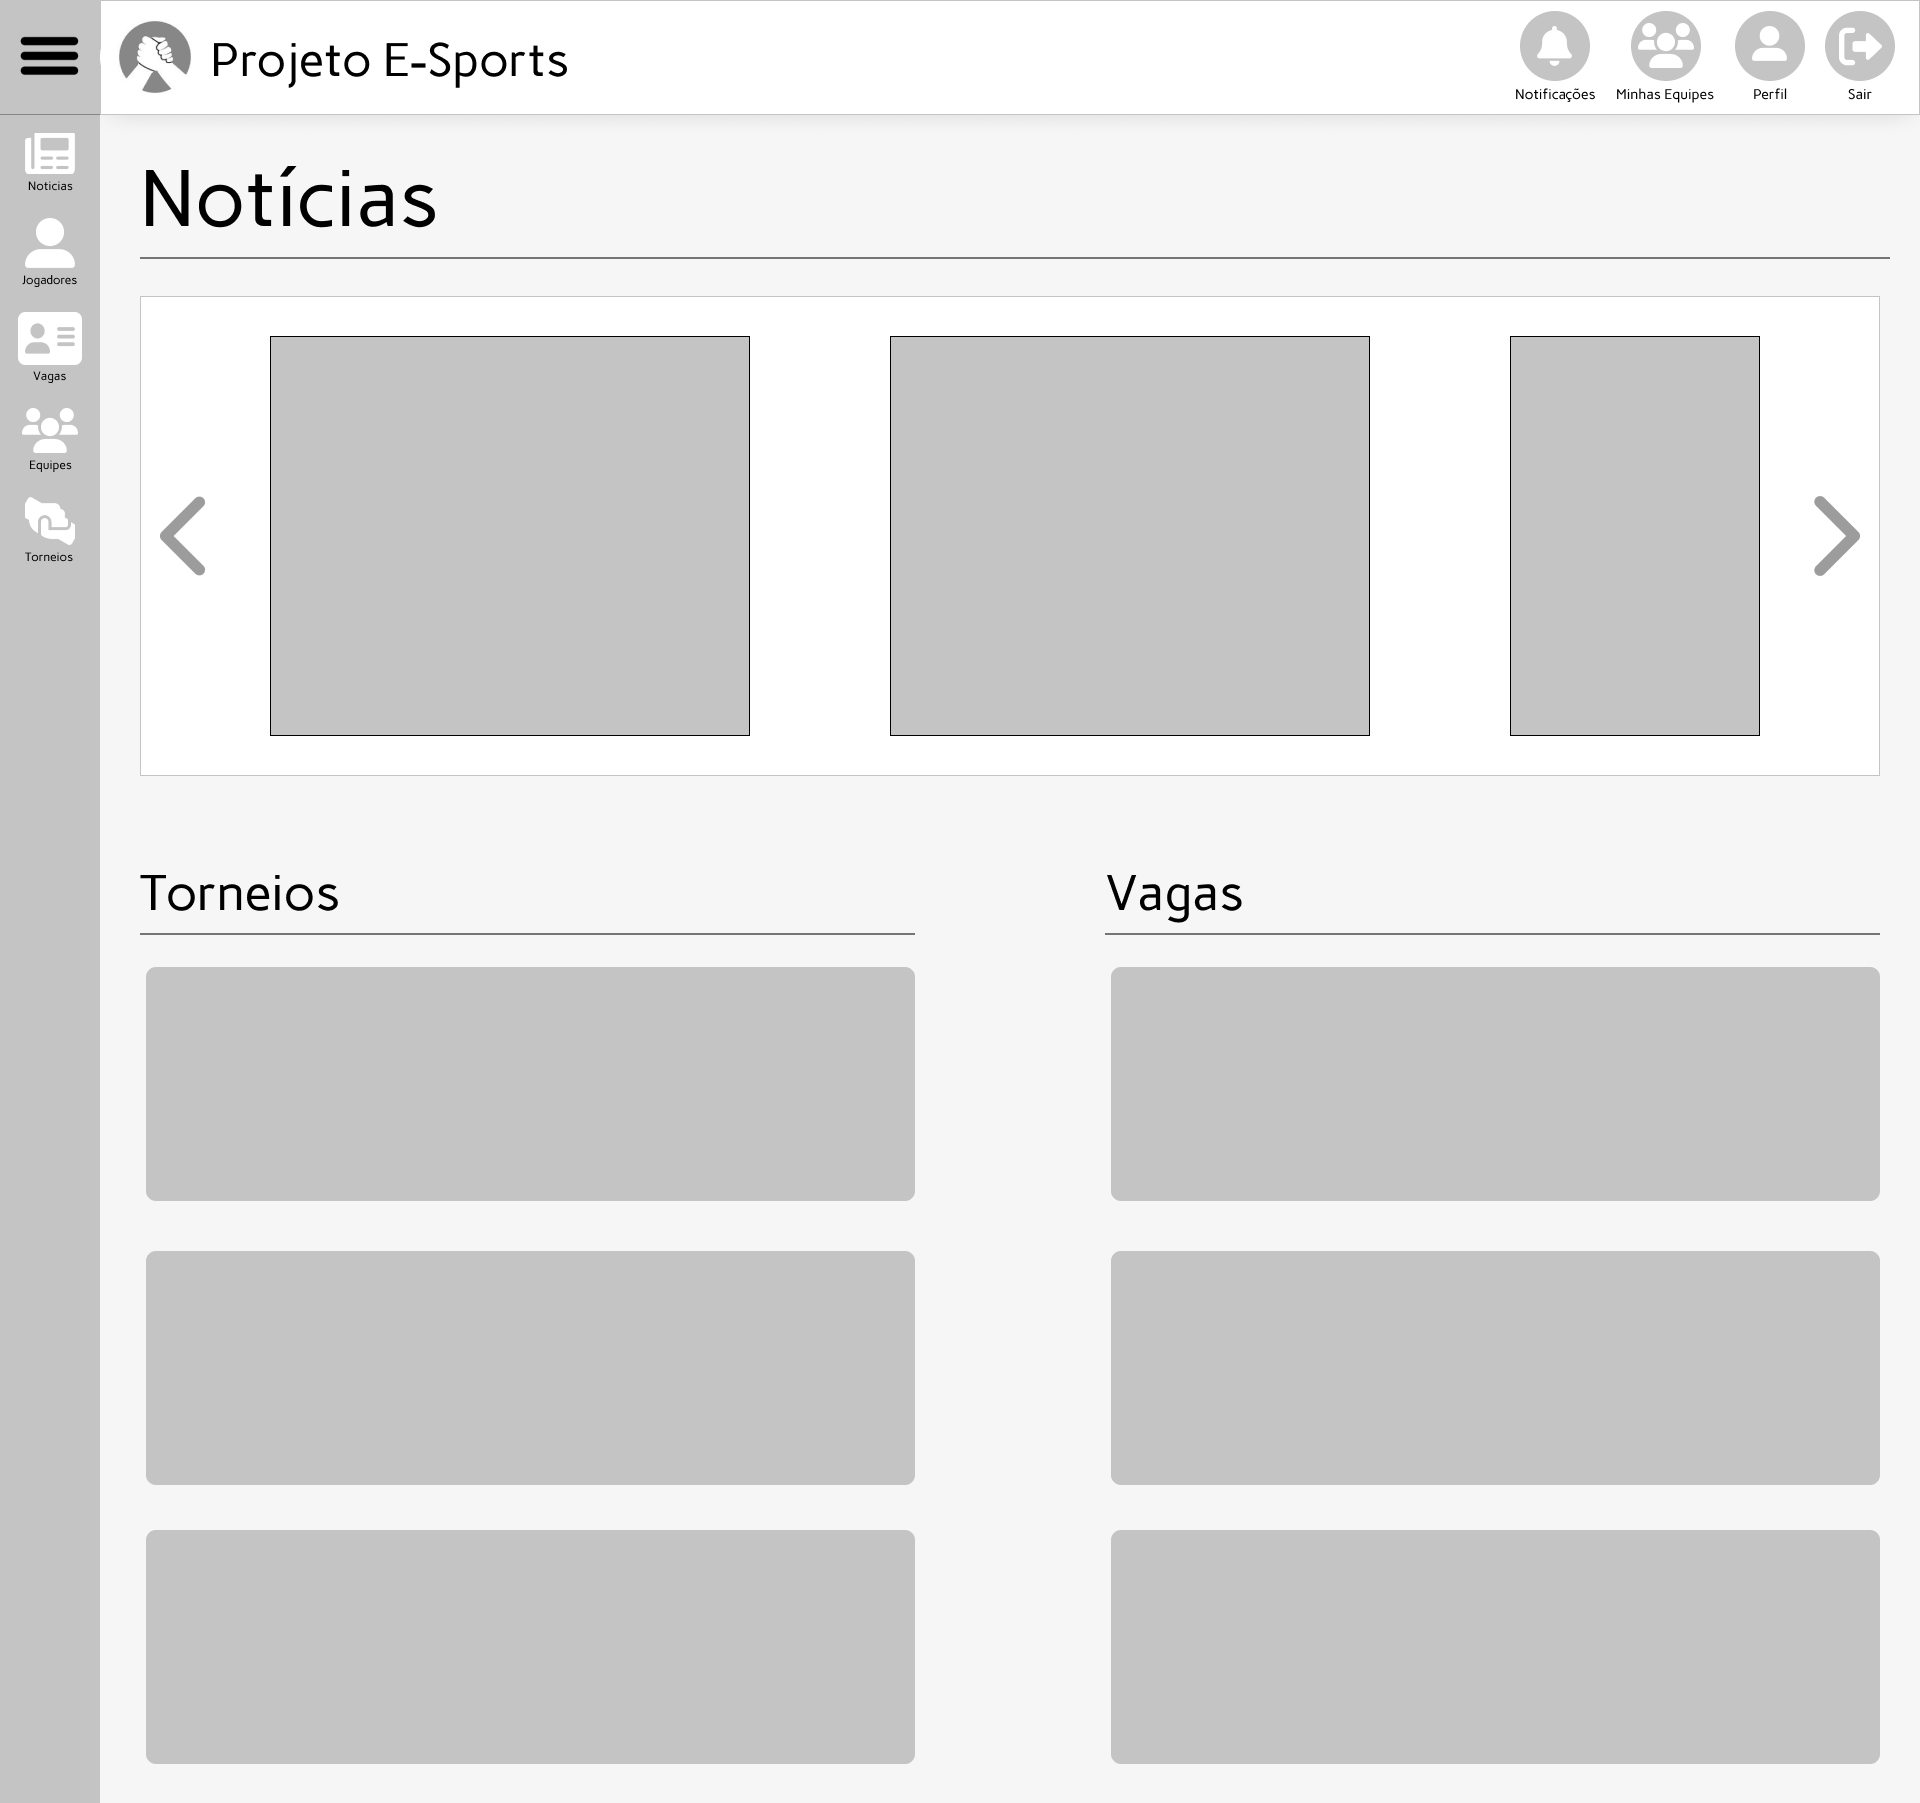 Projeto E-Sports
Notificações
Minhas Equipes
Perfil
Sair
Noticias
Jogadores
Vagas
Equipes
Torneios
Notícias
Torneios
Vagas